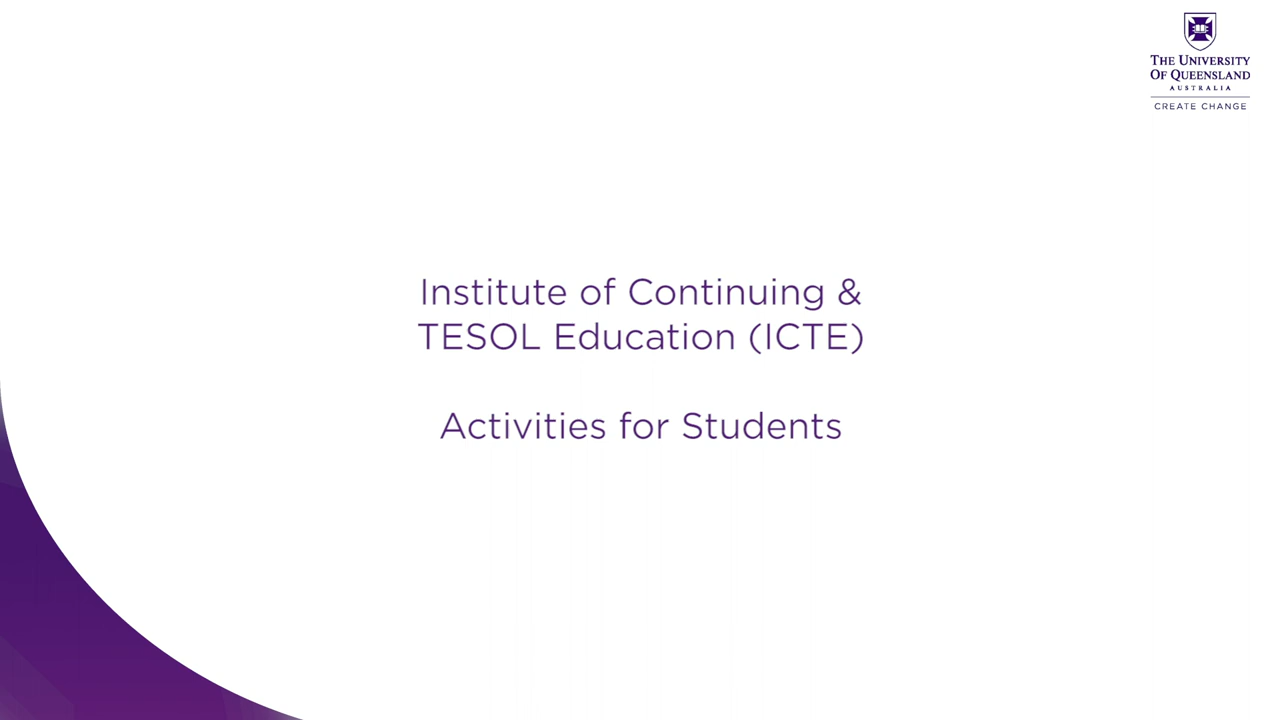 THE UNIVERSITY
OF QUEENSLAND
AUSTRALIA
CREATE CHANGE
Institute of Continuing &
TESOL Education (ICTE)
Activities for Students